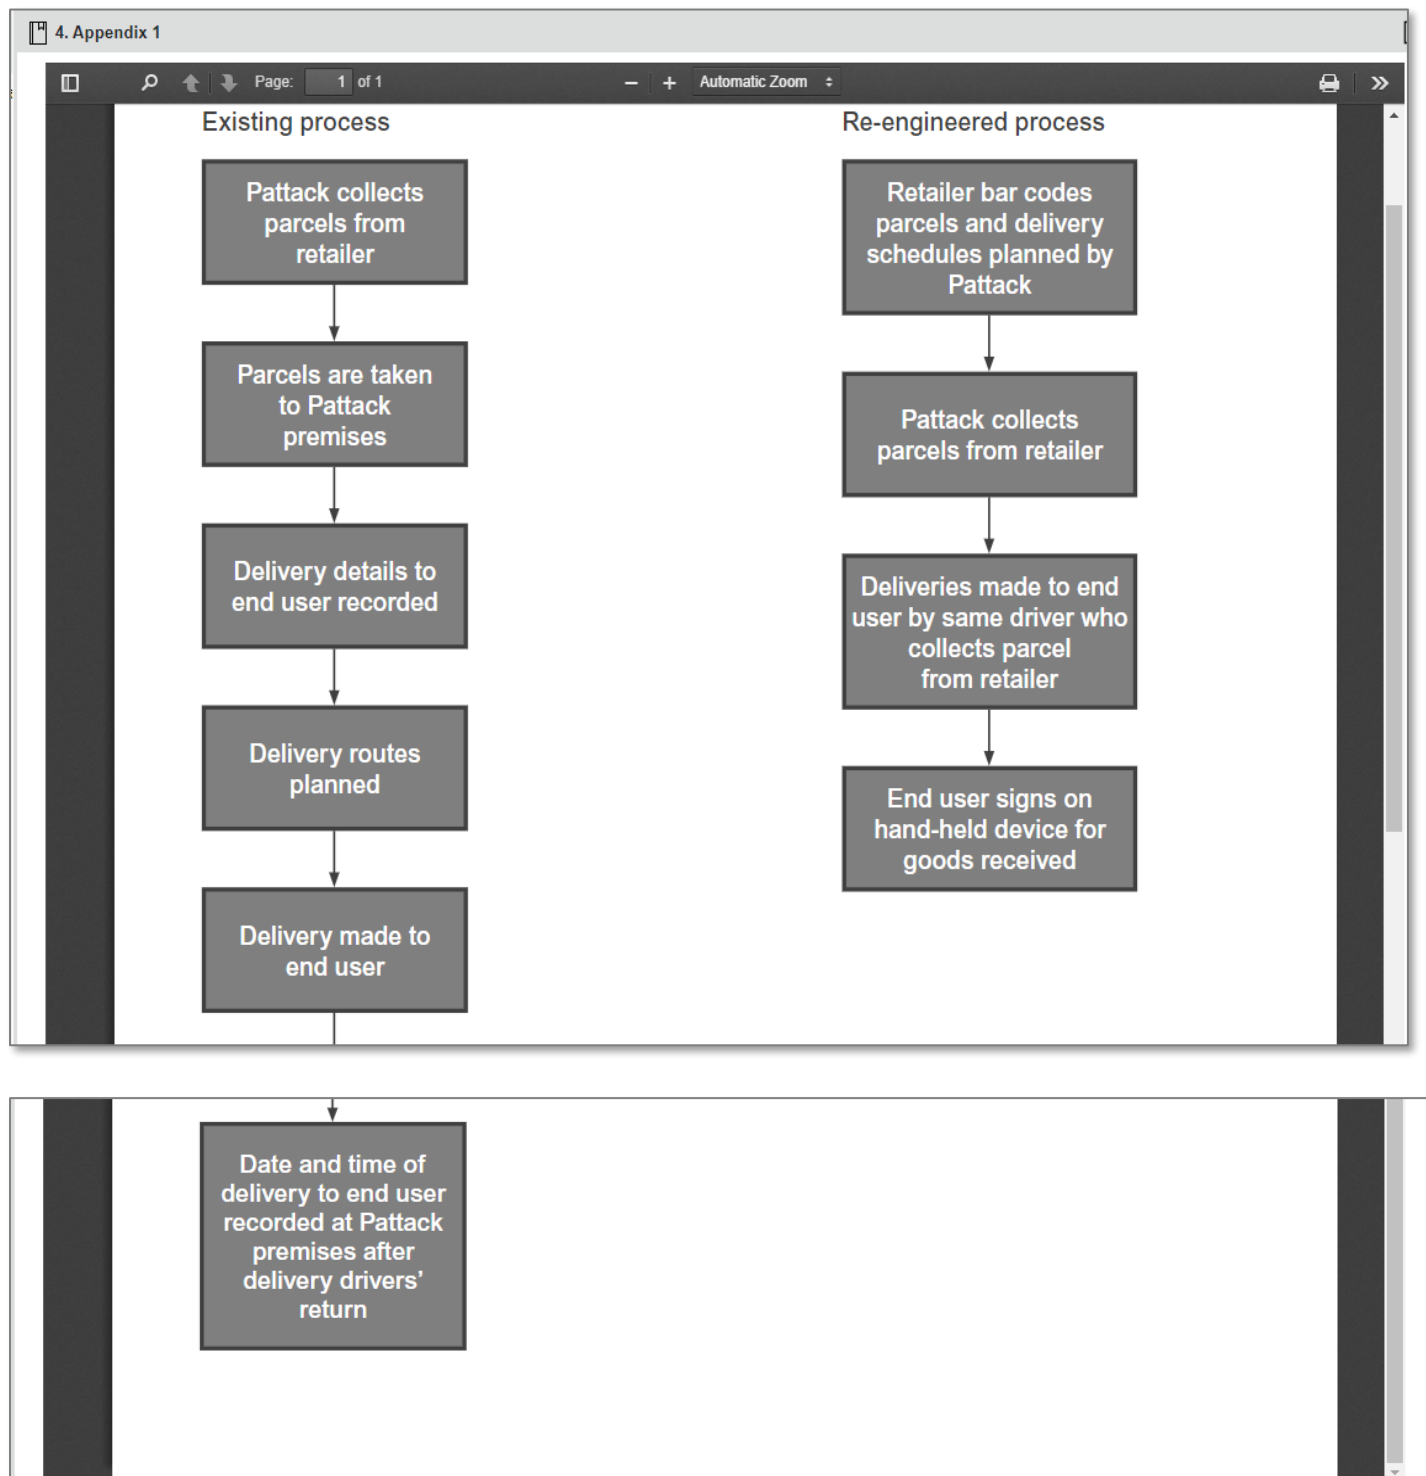 4. Appendix 1
Page: 1 of 1
Automatic Zoom
Existing process
Pattack collects
parcels from
retailer
Parcels are taken
to Pattack
premises
Delivery details to
end user recorded
Delivery routes
planned
Delivery made to
end user
Date and time of
delivery to end user
recorded at Pattack
premises after
delivery drivers’
return
Re-engineered process
Retailer bar codes
parcels and delivery
schedules planned by
Pattack
Pattack collects
parcels from retailer
Deliveries made to end
user by same driver who
collects parcel
from retailer
End user signs on
hand-held device for
goods received